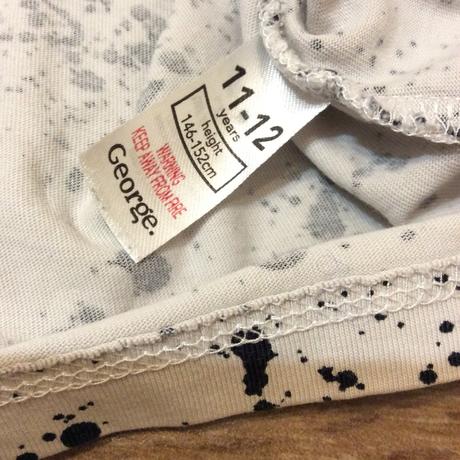 11-12
years
height
146-152cm
WARNING
KEEP AWAY FROM FIRE
George.